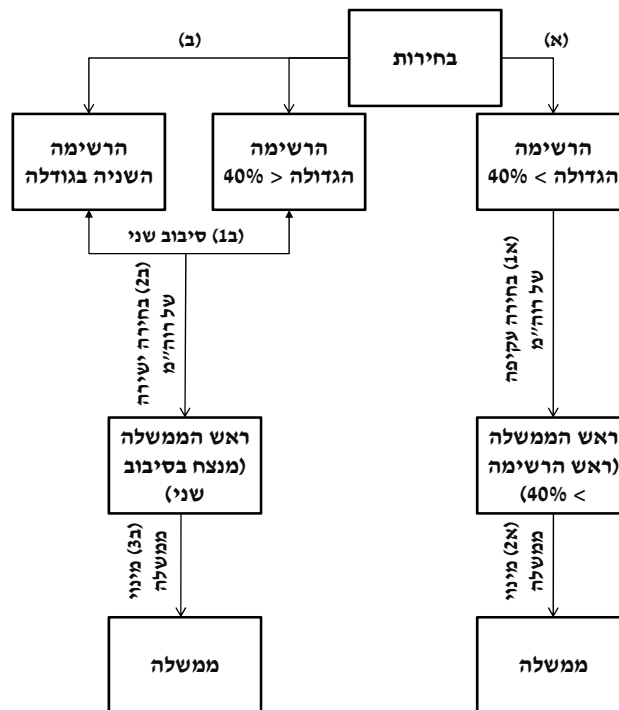 בחירות
(א)
(ב)
הרשימה
הגדולה > 40%
הרשימה
הגדולה < 40%
הרשימה
השניה בגודלה
(ב1) סיבוב שני
(א1) בחירה עקיפה
של רוה״מ
(ב2) בחירה ישירה
של רוה״מ
ראש הממשלה
(ראש הרשימה
> 40%)
ראש הממשלה
(מנצח בסיבוב
שני)
(א2) מינוי
ממשלה
(ב3) מינוי
ממשלה
ממשלה
ממשלה